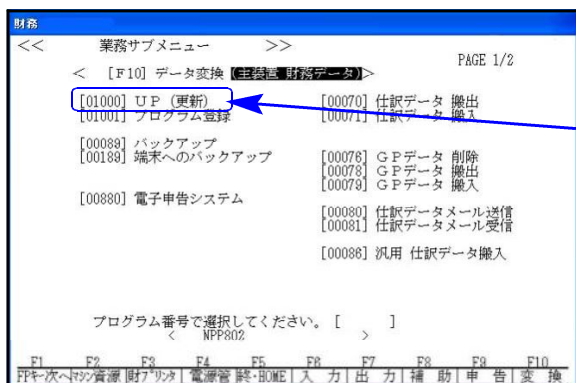 財務
<< 業務サブメニュー >>
PAGE 1/2
< [F10] データ変換 (主装置 財務データ)>
[01000] UP (更新) [00070] 仕訳データ 搬出
[01001] プログラム登録 [00071] 仕訳データ 搬入
[00089] バックアップ
[00189] 端末へのバックアップ [00076] GPデータ 削除
[00078] GPデータ 搬出
[00079] GPデータ 搬入
[00880] 電子申告システム
[00080] 仕訳データメール送信
[00081] 仕訳データメール受信
[00086] 汎用 仕訳データ搬入
プログラム番号で選択してください。 [ ]
< NPP802 >
F1 F2 F3 F4 F5 F6 F7 F8 F9 F10
FPキー次へ マシン資源 財プリンタ 電源管 終・HOME 入 力 出 力 補 助 申 告 変 換